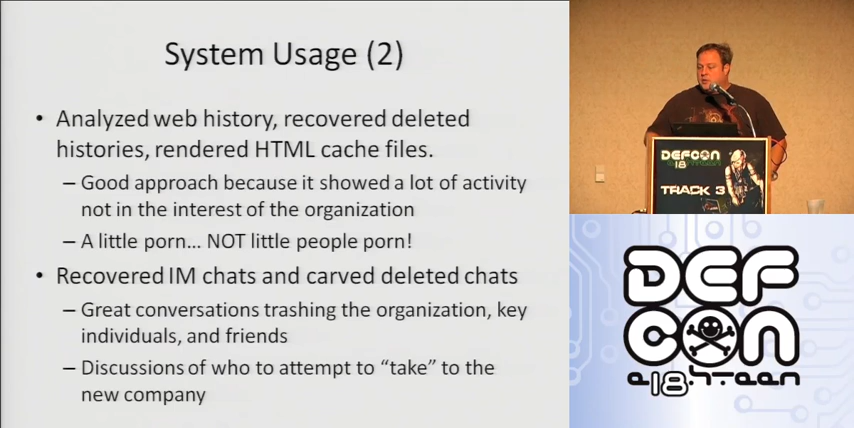 System Usage (2)
• Analyzed web history, recovered deleted
histories, rendered HTML cache files.
– Good approach because it showed a lot of activity
not in the interest of the organization
– A little porn... NOT little people porn!
• Recovered IM chats and carved deleted chats
– Great conversations trashing the organization, key
individuals, and friends
– Discussions of who to attempt to “take” to the
new company
DEFCON
18
TRACK 3
DEF
CON
e18hteen